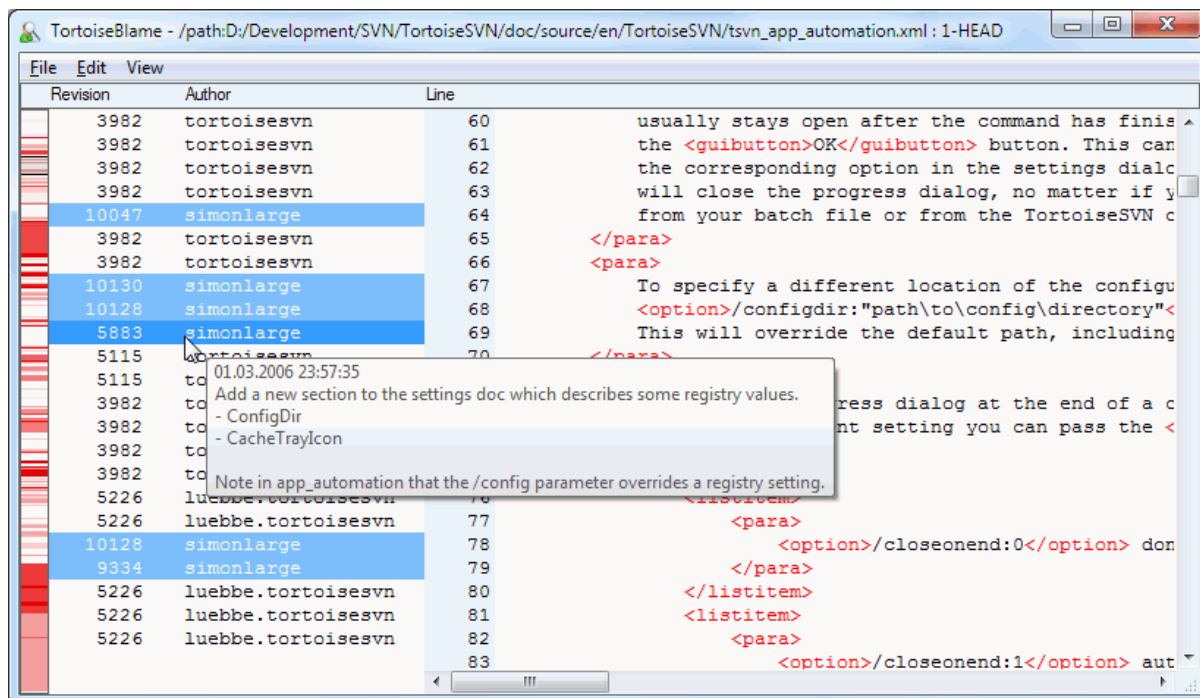 TortoiseBlame - /path:D:/Development/SVN/TortoiseSVN/doc/source/en/TortoiseSVN/tsvn_app_automation.xml : 1-HEAD
File Edit View
Revision Author Line
3982 tortoisesvn 60 usually stays open after the command has finis
3982 tortoisesvn 61 the <guibutton>OK</guibutton> button. This can
3982 tortoisesvn 62 the corresponding option in the settings dialo
3982 tortoisesvn 63 will close the progress dialog, no matter if y
10047 simonlarge 64 from your batch file or from the TortoiseSVN c
3982 tortoisesvn 65 </para>
3982 tortoisesvn 66 <para>
10130 simonlarge 67 To specify a different location of the configu
10128 simonlarge 68 <option>/configdir:"path\to\config\directory"<
5883 simonlarge 69 This will override the default path, including
5115 tortoisesvn 70 </para>
01.03.2006 23:57:35
5115 to
Add a new section to the settings doc which describes some registry values.
3982 to ress dialog at the end of a c
- ConfigDir
3982 to nt setting you can pass the <
- CacheTrayIcon
3982 to
3982 to
Note in app_automation that the /config parameter overrides a registry setting.
5226 luebbe.tortoisesvn 76 <listitem>
5226 luebbe.tortoisesvn 77 <para>
10128 simonlarge 78 <option>/closeonend:0</option> don
9334 simonlarge 79 </para>
5226 luebbe.tortoisesvn 80 </listitem>
5226 luebbe.tortoisesvn 81 <listitem>
5226 luebbe.tortoisesvn 82 <para>
83 <option>/closeonend:1</option> aut